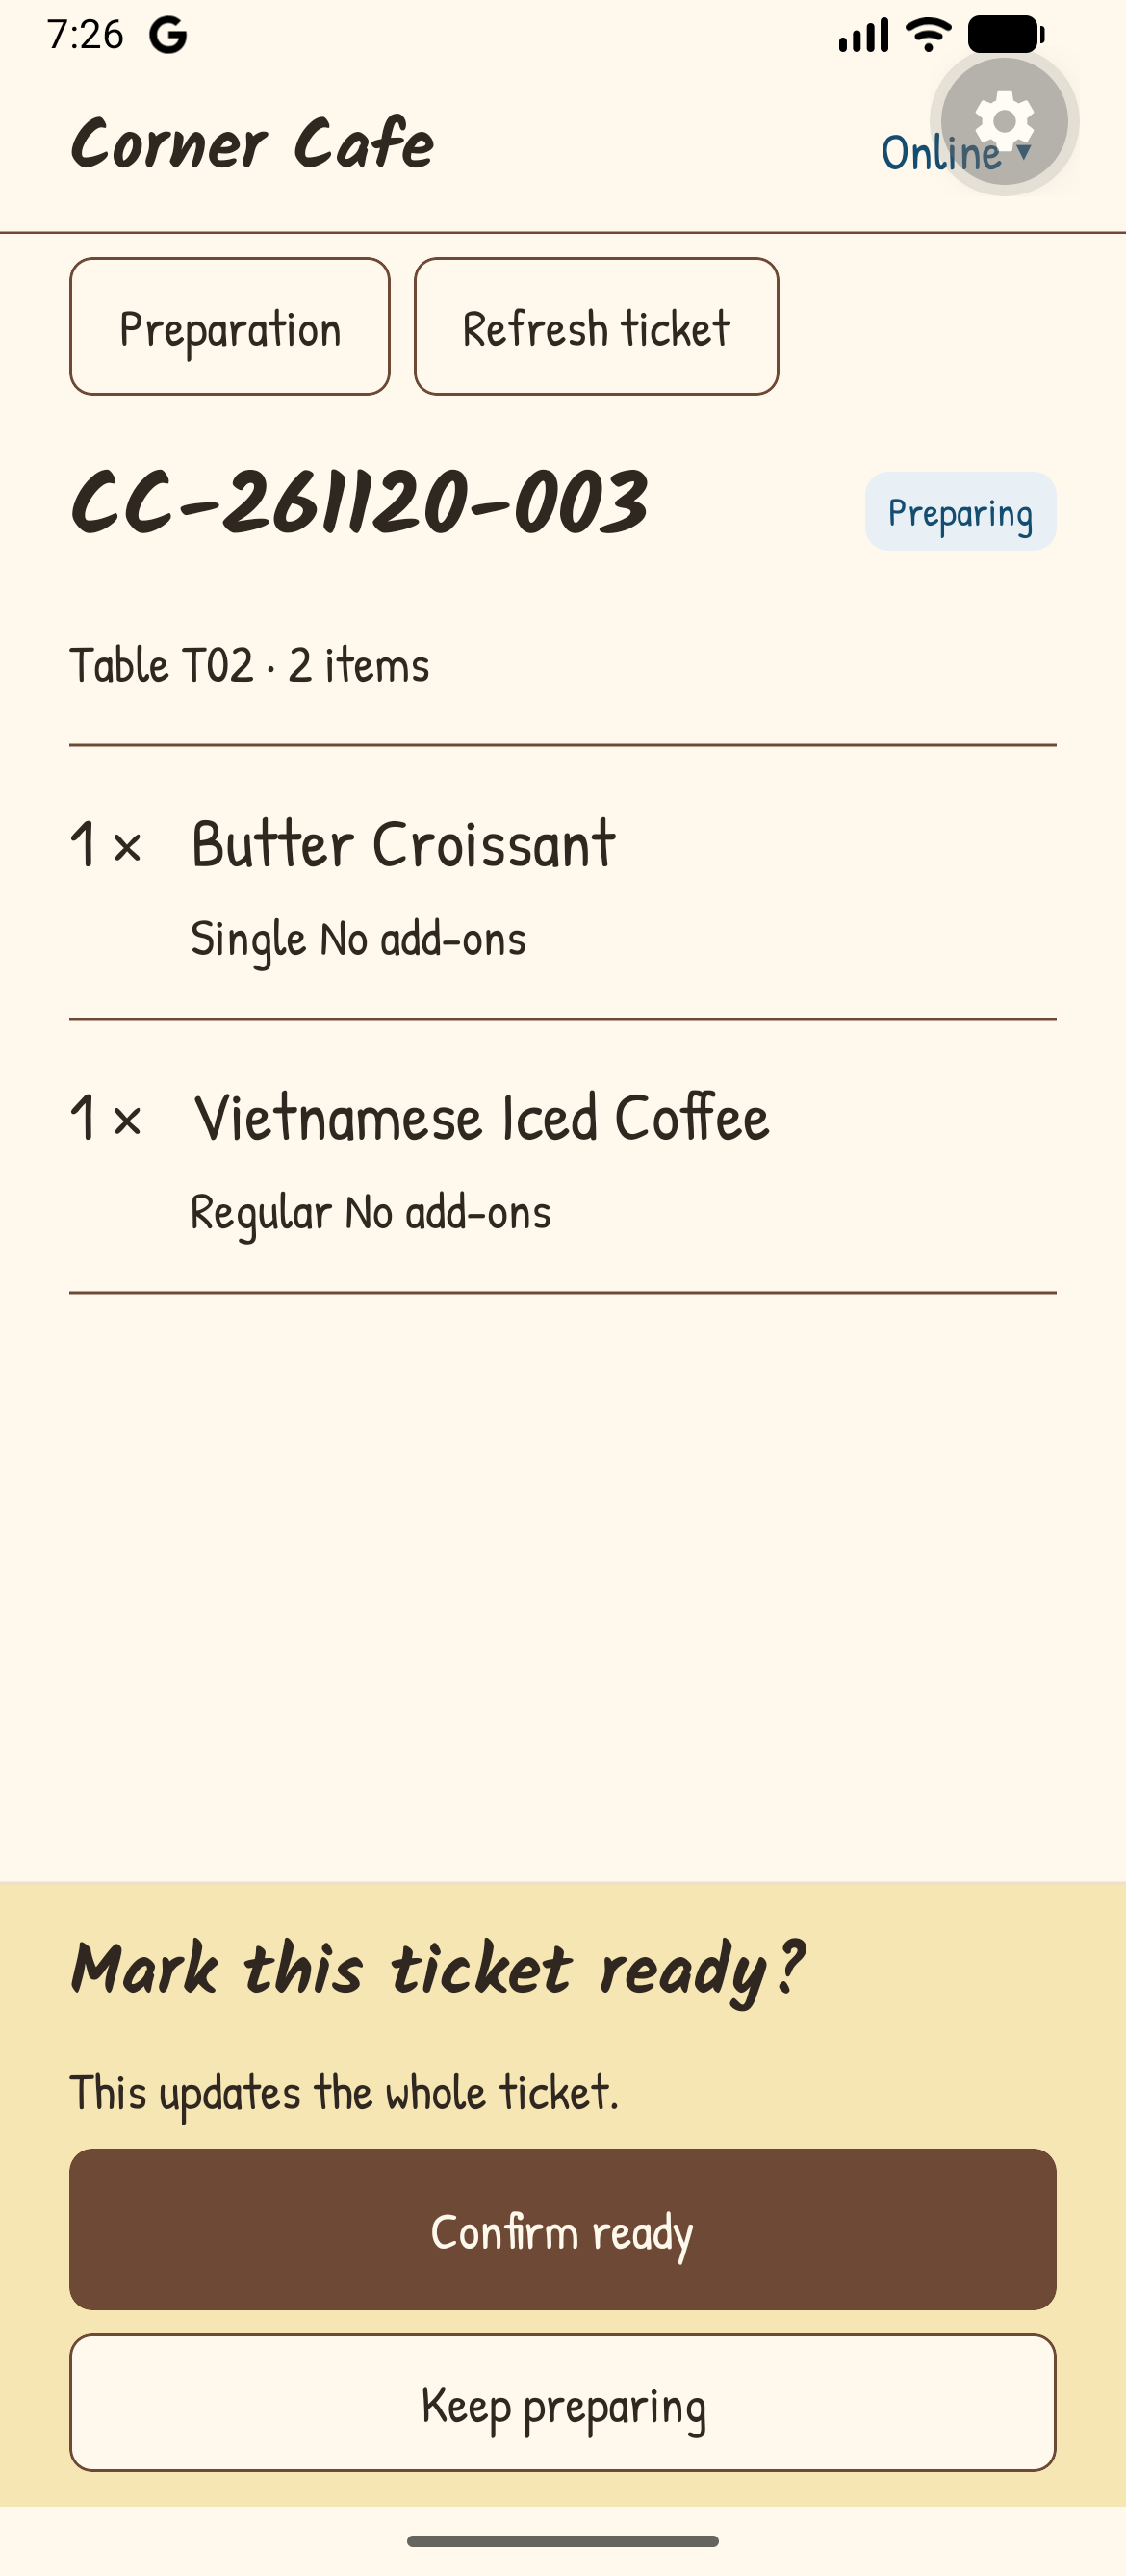 7:26
Corner Cafe
Online ▾
Preparation
Refresh ticket
CC-261120-003
Preparing
Table T02 · 2 items
1 × Butter Croissant
Single No add-ons
1 × Vietnamese Iced Coffee
Regular No add-ons
Mark this ticket ready?
This updates the whole ticket.
Confirm ready
Keep preparing